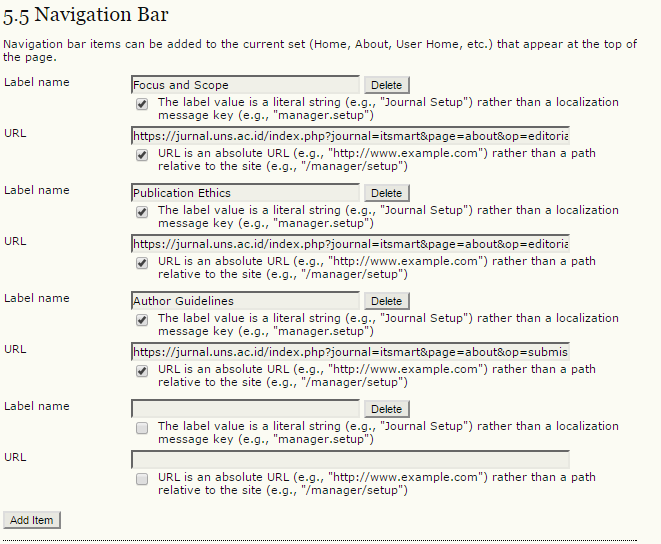 5.5 Navigation Bar
Navigation bar items can be added to the current set (Home, About, User Home, etc.) that appear at the top of
the page.
Label name
Focus and Scope
Delete
The label value is a literal string (e.g., "Journal Setup") rather than a localization
message key (e.g., "manager.setup")
URL
https://jurnal.uns.ac.id/index.php?journal=itsmart&page=about&op=editoria
URL is an absolute URL (e.g., "http://www.example.com") rather than a path
relative to the site (e.g., "/manager/setup")
Label name
Publication Ethics
Delete
The label value is a literal string (e.g., "Journal Setup") rather than a localization
message key (e.g., "manager.setup")
URL
https://jurnal.uns.ac.id/index.php?journal=itsmart&page=about&op=editoria
URL is an absolute URL (e.g., "http://www.example.com") rather than a path
relative to the site (e.g., "/manager/setup")
Label name
Author Guidelines
Delete
The label value is a literal string (e.g., "Journal Setup") rather than a localization
message key (e.g., "manager.setup")
URL
https://jurnal.uns.ac.id/index.php?journal=itsmart&page=about&op=submis
URL is an absolute URL (e.g., "http://www.example.com") rather than a path
relative to the site (e.g., "/manager/setup")
Label name
Delete
The label value is a literal string (e.g., "Journal Setup") rather than a localization
message key (e.g., "manager.setup")
URL
URL is an absolute URL (e.g., "http://www.example.com") rather than a path
relative to the site (e.g., "/manager/setup")
Add Item